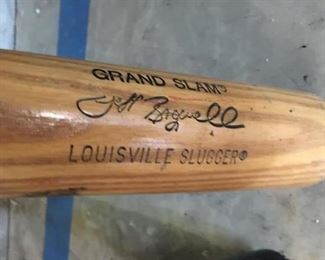 GRAND SLAM®
Jeff Bagwell
LOUISVILLE SLUGGER®